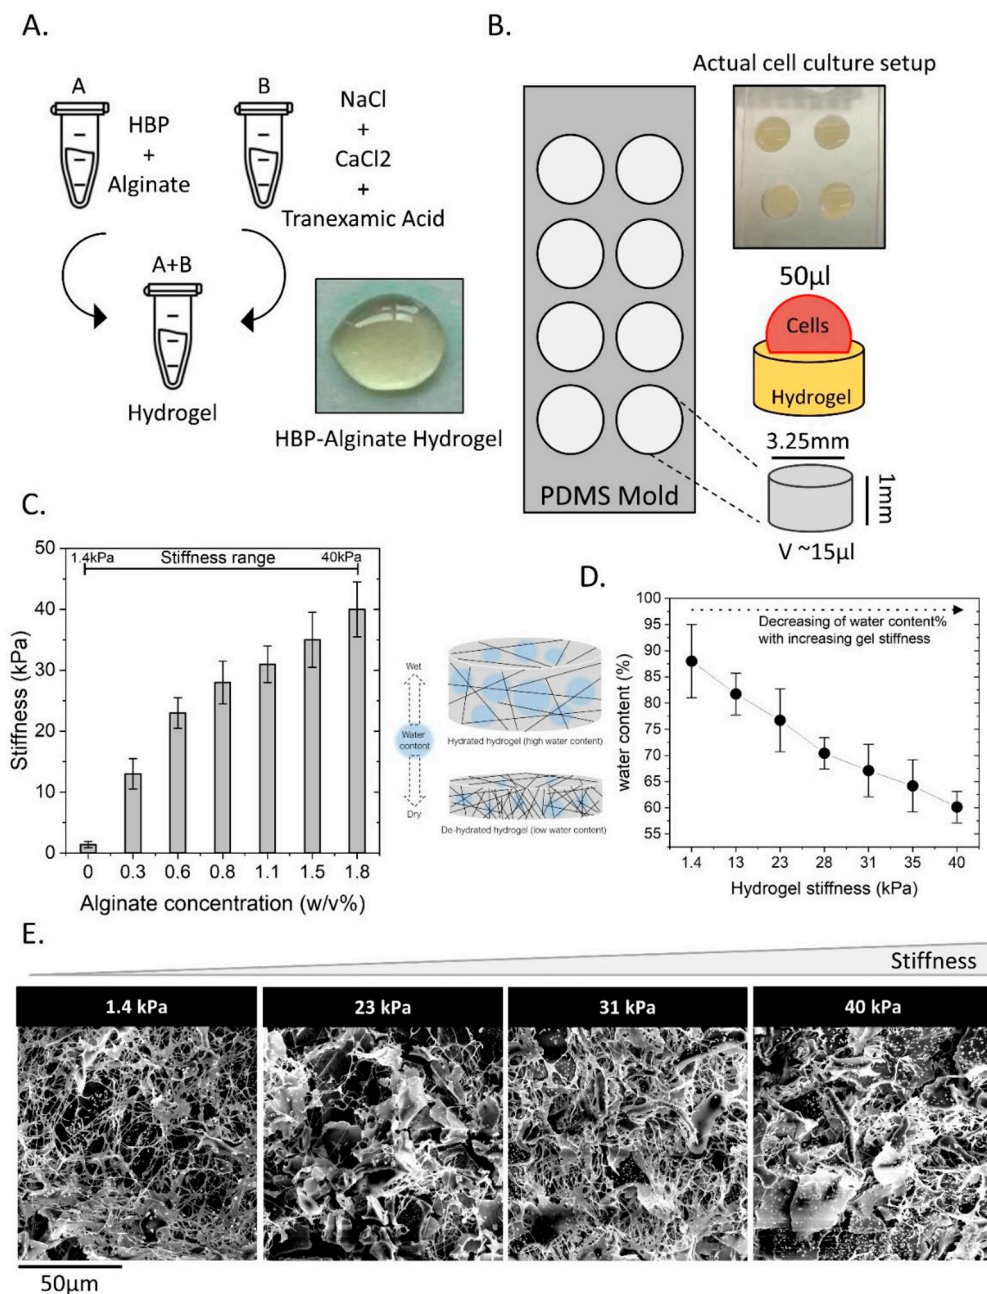 A.
A
HBP
+
Alginate
B
NaCl
+
CaCl2
+
Tranexamic Acid
A+B
Hydrogel
HBP-Alginate Hydrogel
B.
Actual cell culture setup
PDMS Mold
50µl
Cells
Hydrogel
3.25mm
1mm
V ~15µl
C.
Stiffness (kPa)
50
40
30
20
10
0
1.4kPa
Stiffness range
40kPa
0
0.3
0.6
0.8
1.1
1.5
1.8
Alginate concentration (w/v%)
Wet
Water
content
Dry
Hydrated hydrogel (high water content)
De-hydrated hydrogel (low water content)
D.
water content (%)
100
95
90
85
80
75
70
65
60
55
Decreasing of water content%
with increasing gel stiffness
1.4
13
23
28
31
35
40
Hydrogel stiffness (kPa)
E.
Stiffness
1.4 kPa
23 kPa
31 kPa
40 kPa
50µm